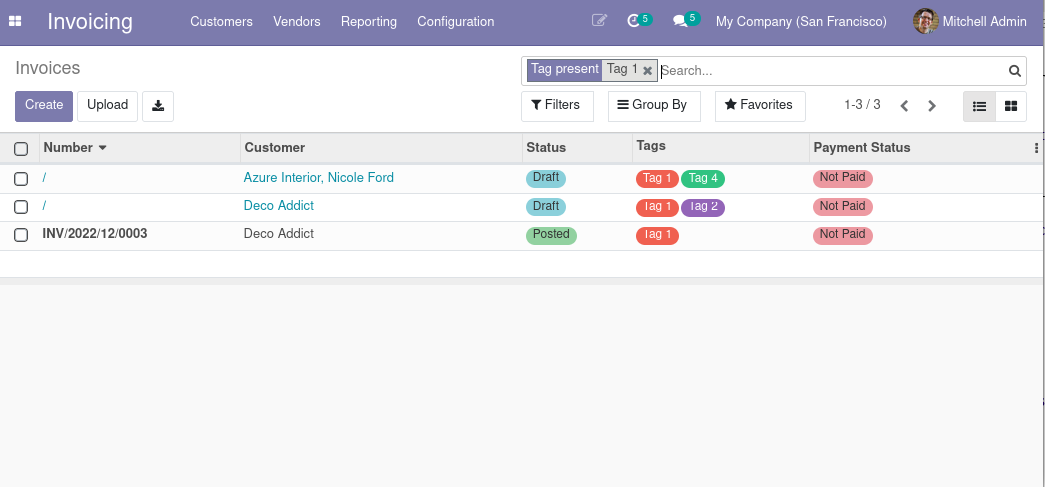 Invoicing Customers Vendors Reporting Configuration 5 5 My Company (San Francisco) Mitchell Admin
Invoices
Tag present Tag 1 Search...
Create Upload Filters Group By Favorites 1-3 / 3
Number Customer Status Tags Payment Status
/ Azure Interior, Nicole Ford Draft Tag 1 Tag 4 Not Paid
/ Deco Addict Draft Tag 1 Tag 2 Not Paid
INV/2022/12/0003 Deco Addict Posted Tag 1 Not Paid